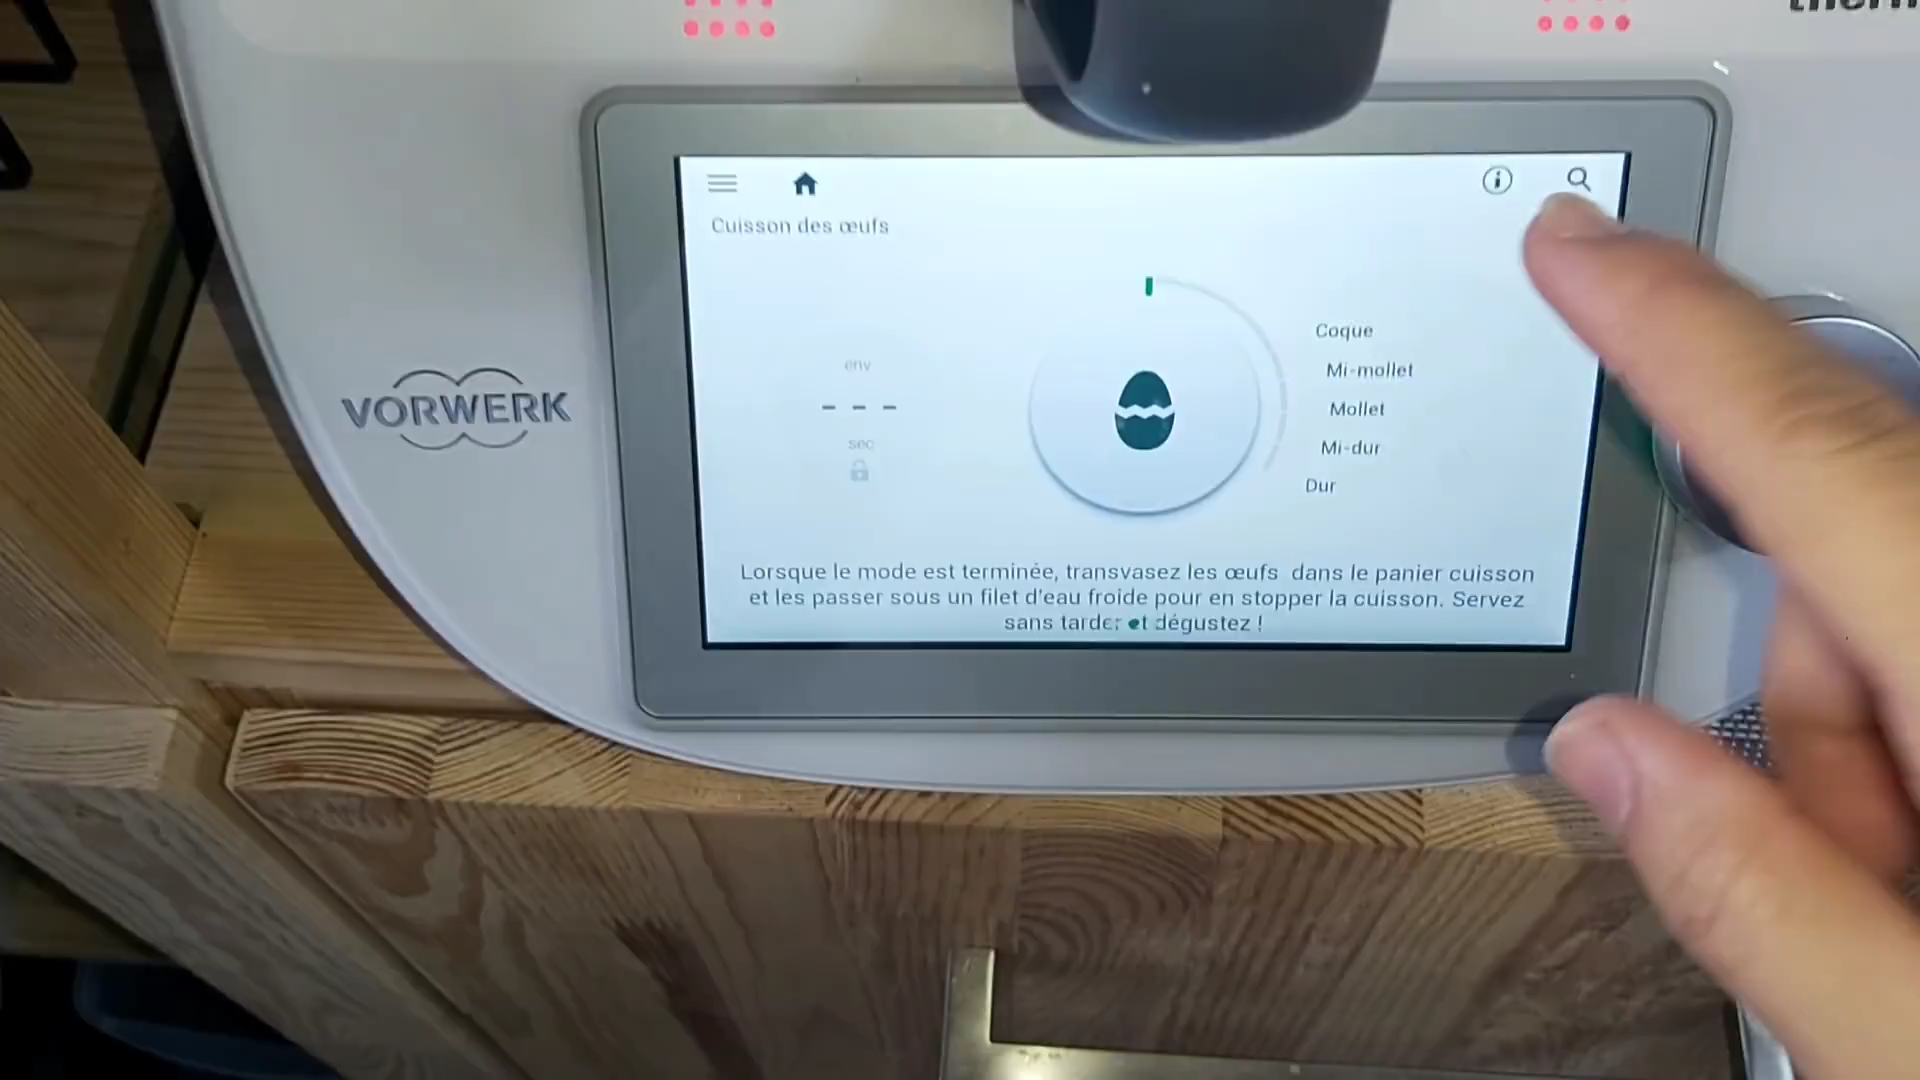 Cuisson des œufs
env
- - -
sec
Coque
Mi-mollet
Mollet
Mi-dur
Dur
VORWERK
Lorsque le mode est terminée, transvasez les œufs dans le panier cuisson
et les passer sous un filet d'eau froide pour en stopper la cuisson. Servez
sans tarder et dégustez !